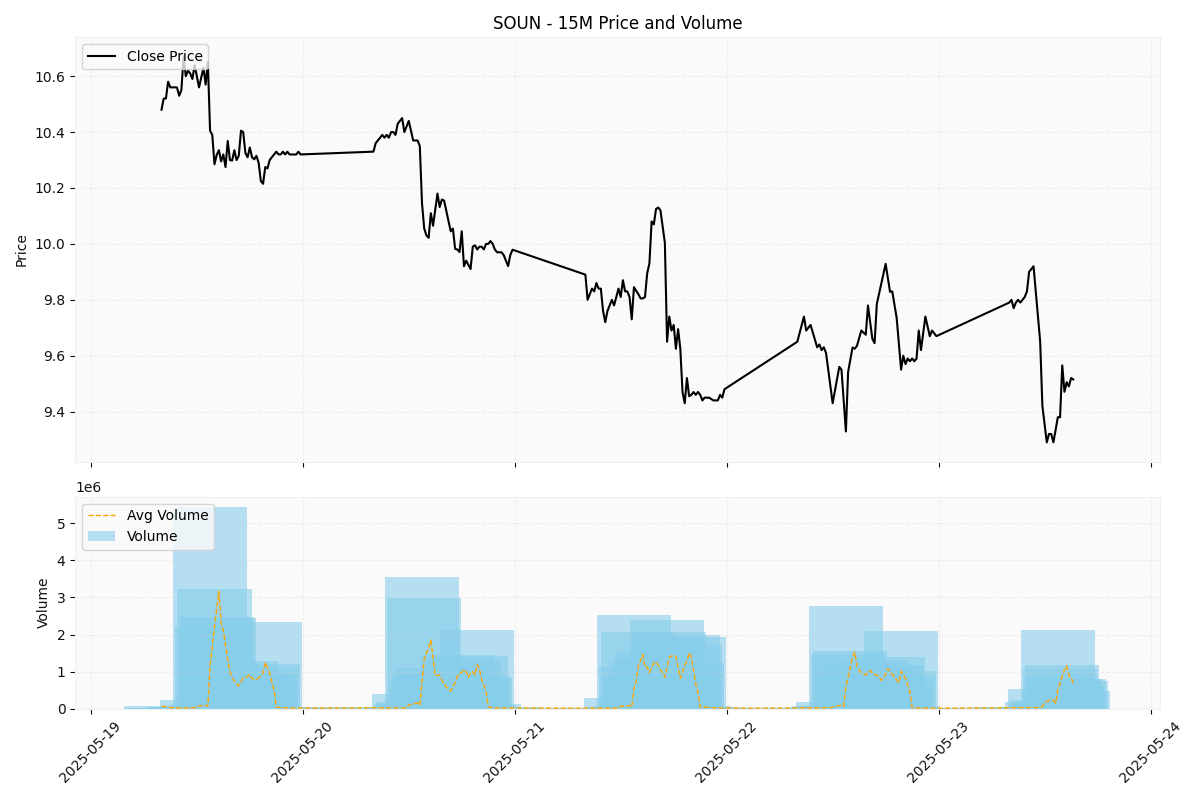 SOUN - 15M Price and Volume
Close Price
10.6
10.4
10.2
10.0
9.8
9.6
9.4
Price
1e6
Avg Volume
Volume
5
4
3
2
1
0
Volume
2025-05-19
2025-05-20
2025-05-21
2025-05-22
2025-05-23
2025-05-24